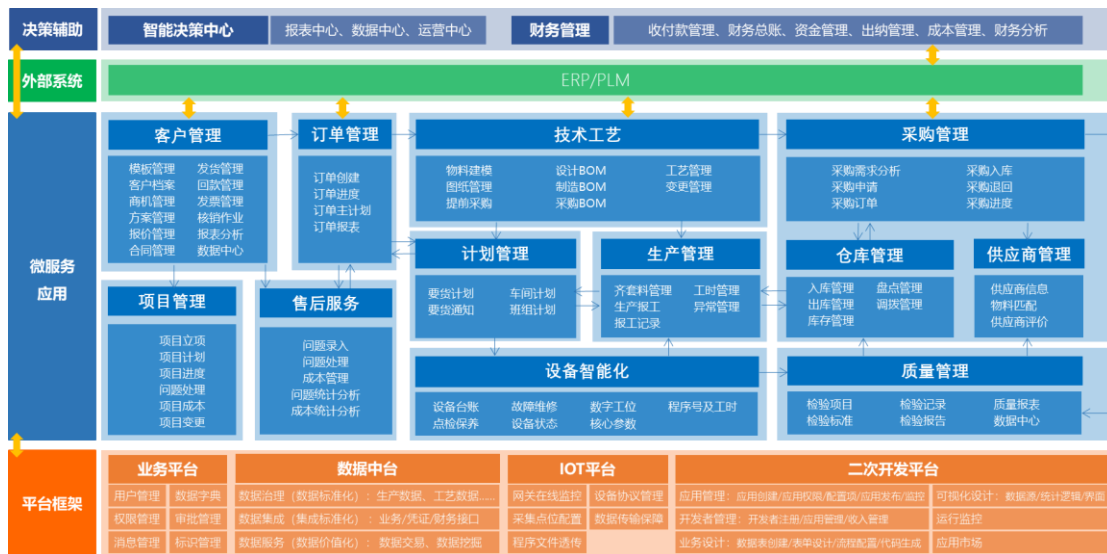 决策辅助
智能决策中心
报表中心、数据中心、运营中心
财务管理
收付款管理、财务总账、资金管理、出纳管理、成本管理、财务分析
外部系统
ERP/PLM
微服务
应用
客户管理
模板管理 发货管理
客户档案 回款管理
商机管理 发票管理
方案管理 核销作业
报价管理 报表分析
合同管理 数据中心
订单管理
订单创建
订单进度
订单主计划
订单报表
技术工艺
物料建模 设计BOM 工艺管理
图纸管理 制造BOM 变更管理
提前采购 采购BOM
采购管理
采购需求分析 采购入库
采购申请 采购退回
采购订单 采购进度
计划管理
要货计划 车间计划
要货通知 班组计划
生产管理
齐套料管理 工时管理
生产报工 异常管理
报工记录
仓库管理
入库管理 盘点管理
出库管理 调拨管理
库存管理
供应商管理
供应商信息
物料匹配
供应商评价
项目管理
项目立项
项目计划
项目进度
问题处理
项目成本
项目变更
售后服务
问题录入
问题处理
成本管理
问题统计分析
成本统计分析
设备智能化
设备台账 故障维修 数字工位 程序号及工时
点检保养 设备状态 核心参数
质量管理
检验项目 检验记录 质量报表
检验标准 检验报告 数据中心
平台框架
业务平台
用户管理 数据字典
权限管理 审批管理
消息管理 标识管理
数据中台
数据治理（数据标准化）：生产数据、工艺数据......
数据集成（集成标准化）：业务/凭证/财务接口
数据服务（数据价值化）：数据交易、数据挖掘
IOT平台
网关在线监控 设备协议管理
采集点位配置 数据传输保障
程序文件透传
二次开发平台
应用管理：应用创建/应用权限/配置项/应用发布/监控 可视化设计：数据源/统计逻辑/界面
开发者管理：开发者注册/应用管理/收入管理 运行监控
业务设计：数据表创建/表单设计/流程配置/代码生成 应用市场